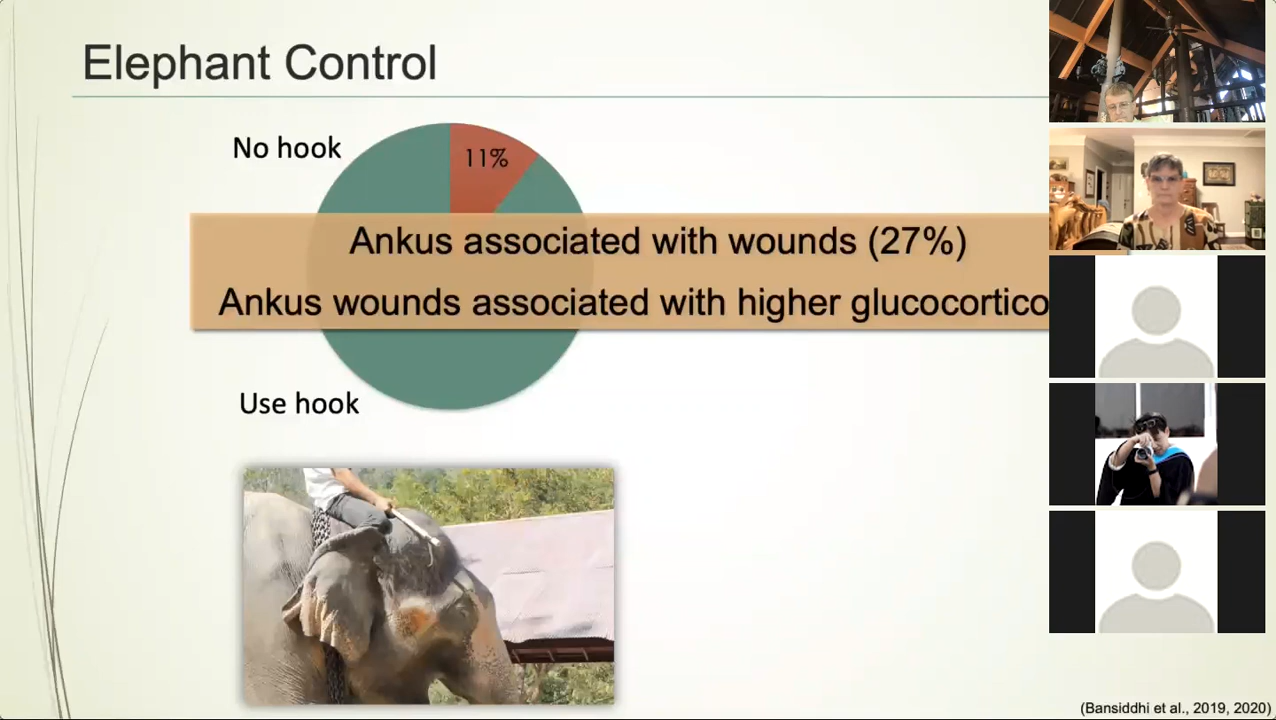 Elephant Control
No hook
11%
Ankus associated with wounds (27%)
Ankus wounds associated with higher glucocortico
Use hook
(Bansiddhi et al., 2019, 2020)